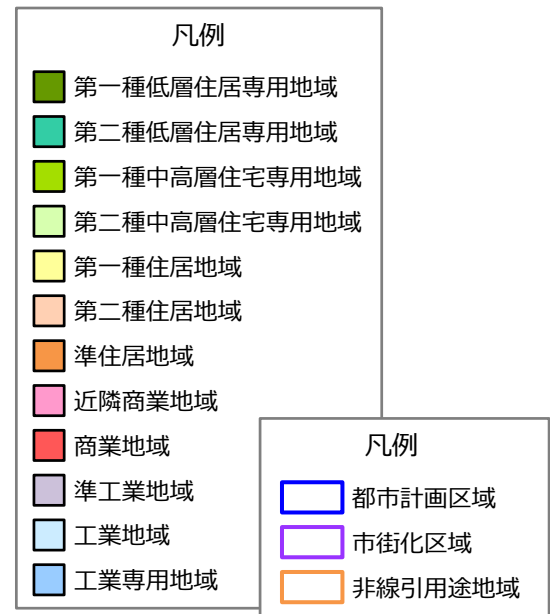 凡例
第一種低層住居専用地域
第二種低層住居専用地域
第一種中高層住宅専用地域
第二種中高層住宅専用地域
第一種住居地域
第二種住居地域
準住居地域
近隣商業地域
商業地域
準工業地域
工業地域
工業専用地域
凡例
都市計画区域
市街化区域
非線引用途地域